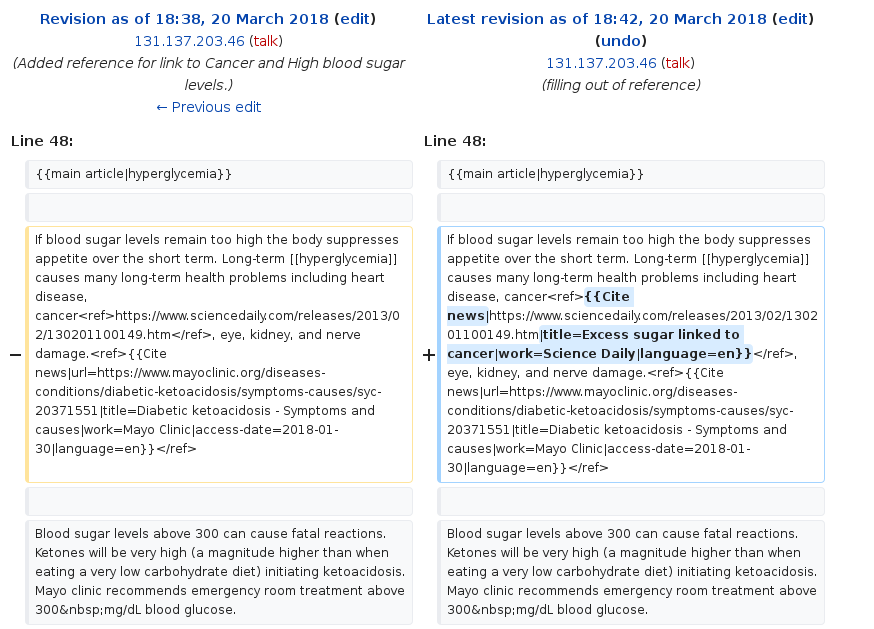 Revision as of 18:38, 20 March 2018 (edit)
131.137.203.46 (talk)
(Added reference for link to Cancer and High blood sugar
levels.)
← Previous edit
Latest revision as of 18:42, 20 March 2018 (edit)
(undo)
131.137.203.46 (talk)
(filling out of reference)
Line 48:
Line 48:
{{main article|hyperglycemia}}
{{main article|hyperglycemia}}
−
If blood sugar levels remain too high the body suppresses
appetite over the short term. Long-term [[hyperglycemia]]
causes many long-term health problems including heart
disease,
cancer<ref>https://www.sciencedaily.com/releases/2013/0
2/130201100149.htm</ref>, eye, kidney, and nerve
damage.<ref>{{Cite
news|url=https://www.mayoclinic.org/diseases-
conditions/diabetic-ketoacidosis/symptoms-causes/syc-
20371551|title=Diabetic ketoacidosis - Symptoms and
causes|work=Mayo Clinic|access-date=2018-01-
30|language=en}}</ref>
+
If blood sugar levels remain too high the body suppresses
appetite over the short term. Long-term [[hyperglycemia]]
causes many long-term health problems including heart
disease, cancer<ref>{{Cite
news|https://www.sciencedaily.com/releases/2013/02/1302
01100149.htm|title=Excess sugar linked to
cancer|work=Science Daily|language=en}}</ref>,
eye, kidney, and nerve damage.<ref>{{Cite
news|url=https://www.mayoclinic.org/diseases-
conditions/diabetic-ketoacidosis/symptoms-causes/syc-
20371551|title=Diabetic ketoacidosis - Symptoms and
causes|work=Mayo Clinic|access-date=2018-01-
30|language=en}}</ref>
Blood sugar levels above 300 can cause fatal reactions.
Ketones will be very high (a magnitude higher than when
eating a very low carbohydrate diet) initiating ketoacidosis.
Mayo clinic recommends emergency room treatment above
300&nbsp;mg/dL blood glucose.
Blood sugar levels above 300 can cause fatal reactions.
Ketones will be very high (a magnitude higher than when
eating a very low carbohydrate diet) initiating ketoacidosis.
Mayo clinic recommends emergency room treatment above
300&nbsp;mg/dL blood glucose.